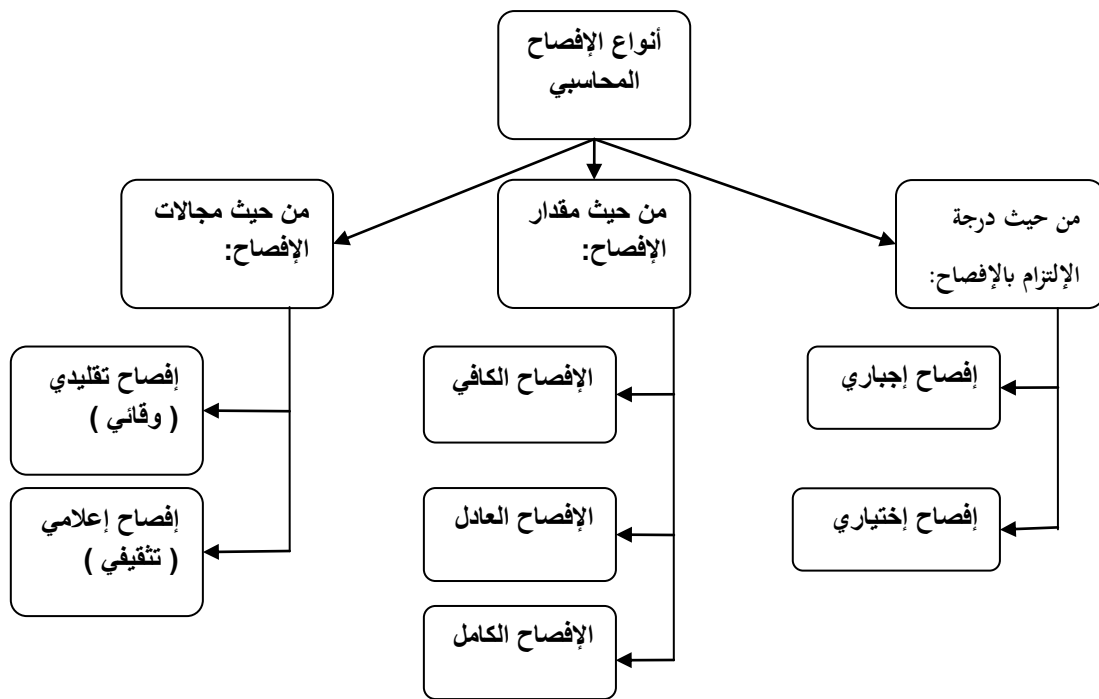 أنواع الإفصاح
المحاسبي
من حيث درجة
الإلتزام بالإفصاح:
من حيث مقدار
الإفصاح:
من حيث مجالات
الإفصاح:
إفصاح إجباري
إفصاح إختياري
الإفصاح الكافي
الإفصاح العادل
الإفصاح الكامل
إفصاح تقليدي
( وقائي )
إفصاح إعلامي
( تثقيفي )